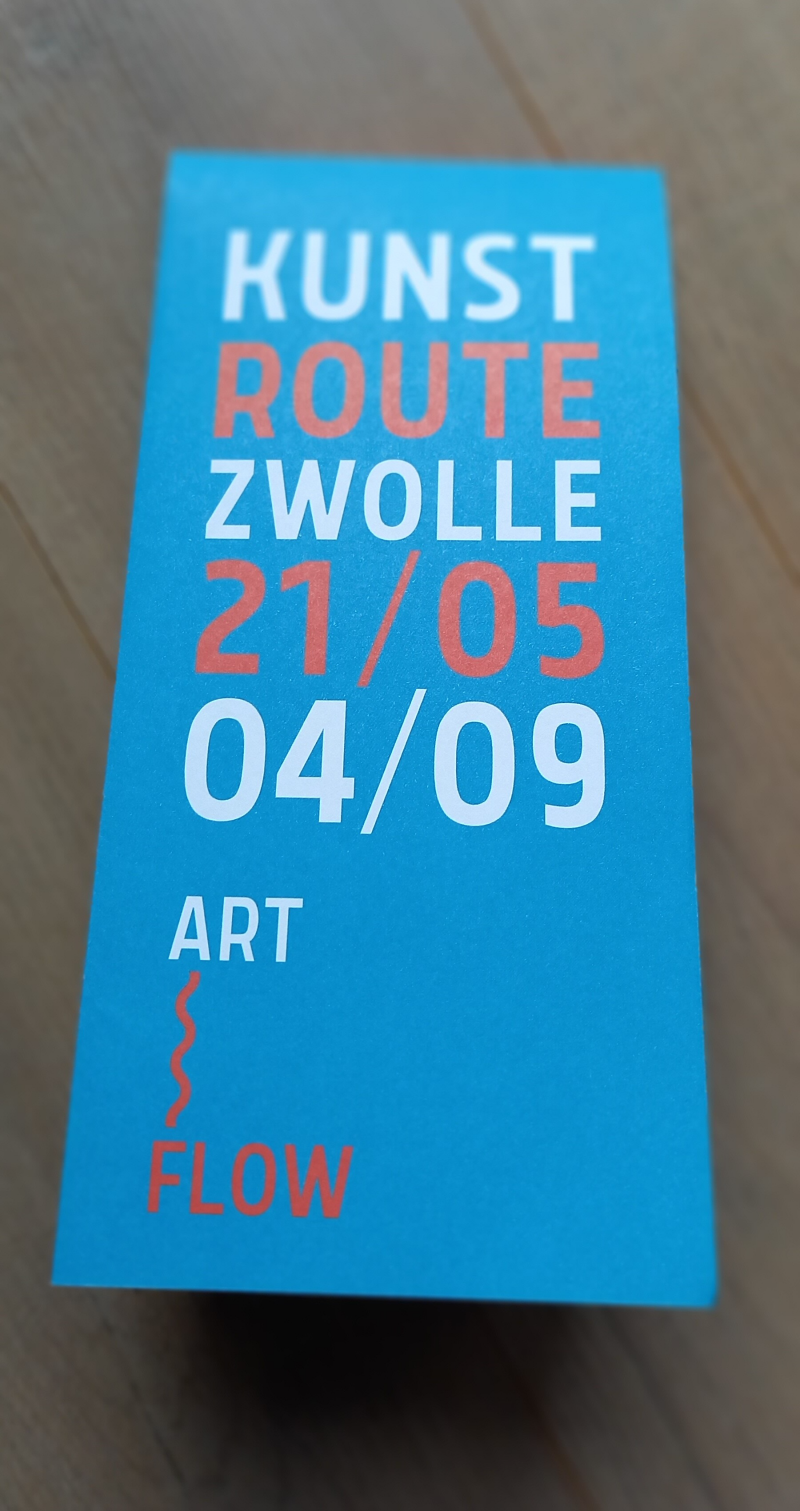 KUNST
ROUTE
ZWOLLE
21/05
04/09
ART
FLOW